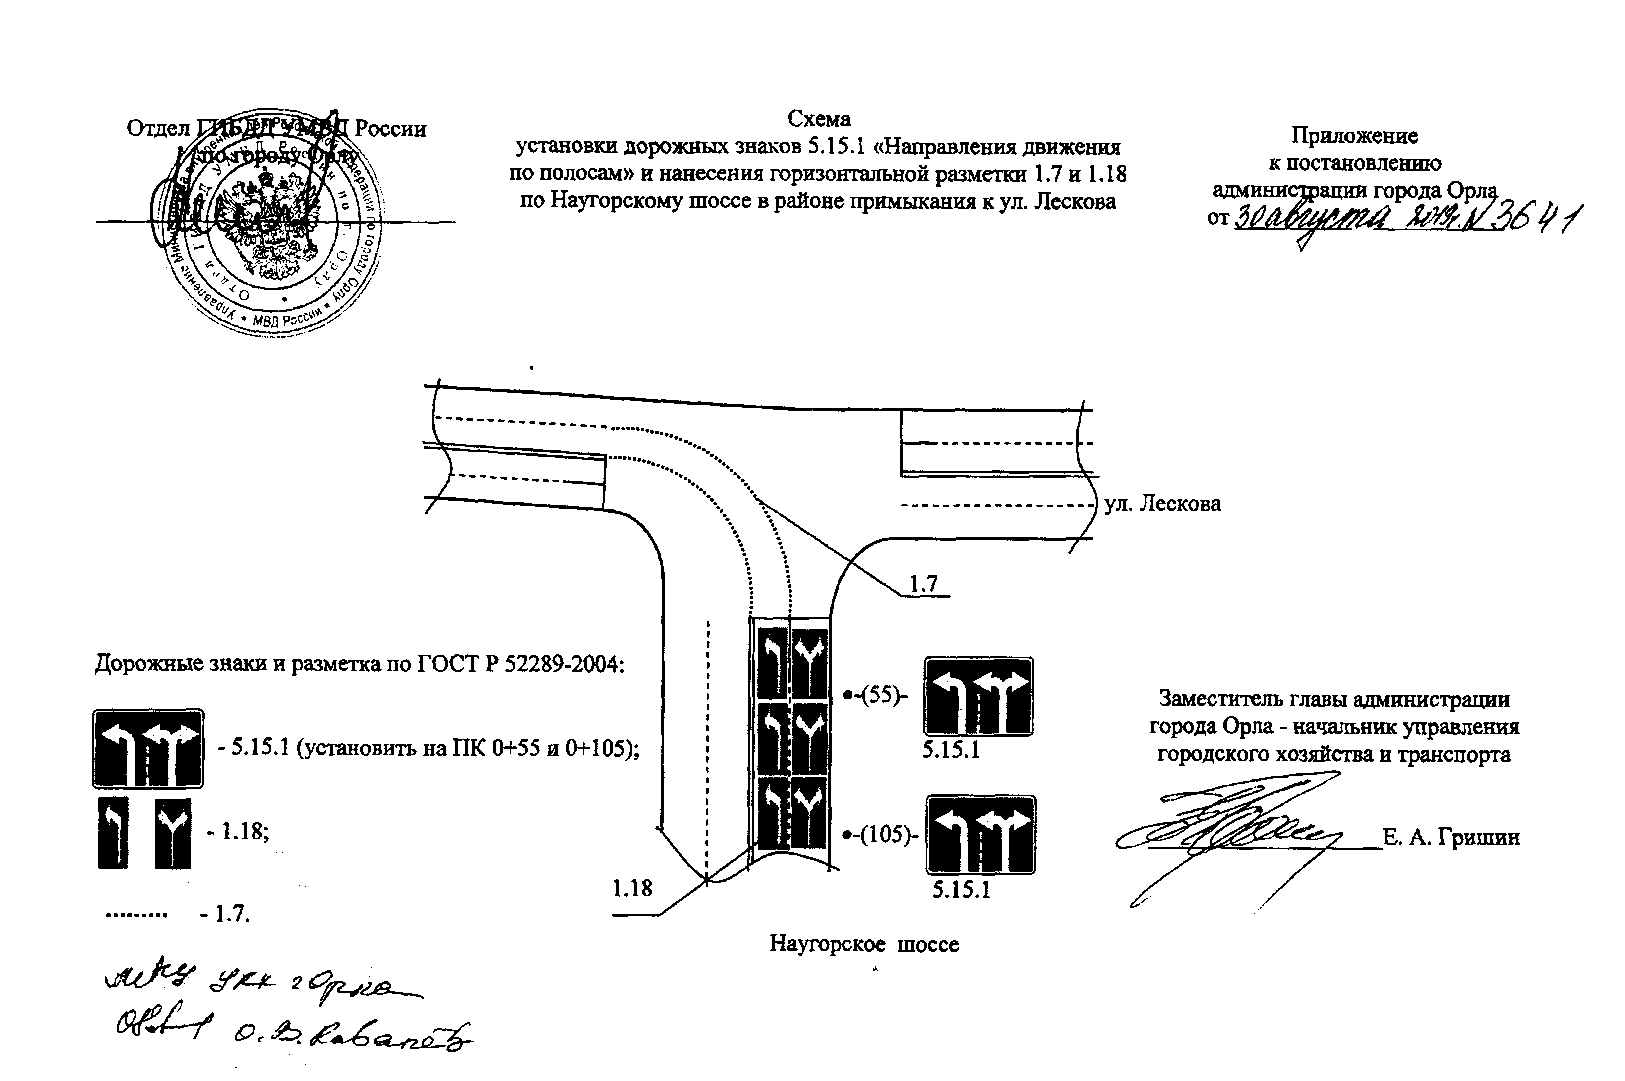 Отдел ГИБДД УМВД России
по городу Орлу
МВД России
Схема
установки дорожных знаков 5.15.1 «Направления движения
по полосам» и нанесения горизонтальной разметки 1.7 и 1.18
по Наугорскому шоссе в районе примыкания к ул. Лескова
Приложение
к постановлению
администрации города Орла
от 30 августа 2019. N 3641
ул. Лескова
1.7
Дорожные знаки и разметка по ГОСТ Р 52289-2004:
- 5.15.1 (установить на ПК 0+55 и 0+105);
- 1.18;
- 1.7.
•-(55)-
5.15.1
•-(105)-
5.15.1
1.18
Наугорское шоссе
Заместитель главы администрации
города Орла - начальник управления
городского хозяйства и транспорта
Е. А. Гришин
МКУ УКХ г Орла
О.В.